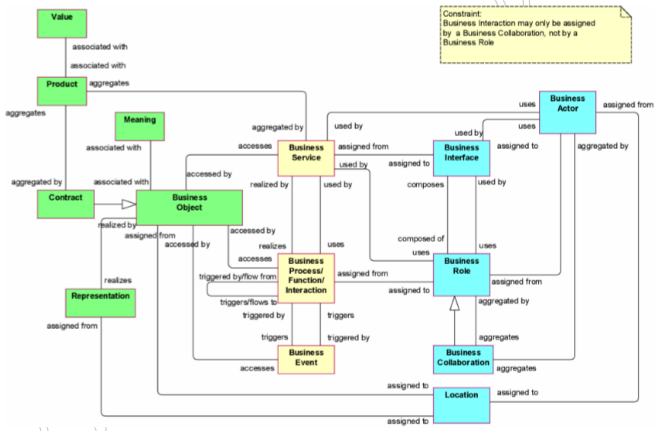 Value
Constraint:
Business Interaction may only be assigned
by a Business Collaboration, not by a
Business Role
associated with
associated with
Product
aggregates
aggregates
Business
Actor
uses
assigned from
Meaning
uses
aggregated by
used by
used by
associated with
accesses
Business
Service
assigned from
Business
Interface
assigned to
aggregated by
used by
assigned to
accessed by
aggregated by
associated with
realized by
used by
composes
used by
Contract
Business
Object
realized by
assigned from
accessed by
accessed by
realizes
uses
composed of
uses
uses
accesses
Business
Process/
Function/
Interaction
Business
Role
triggered by/flow from
assigned from
assigned from
realizes
assigned to
Representation
triggers/flows to
aggregated by
triggered by
triggers
assigned from
triggers
triggered by
aggregates
Business
Event
Business
Collaboration
accesses
aggregates
assigned to
Location
assigned to
assigned to